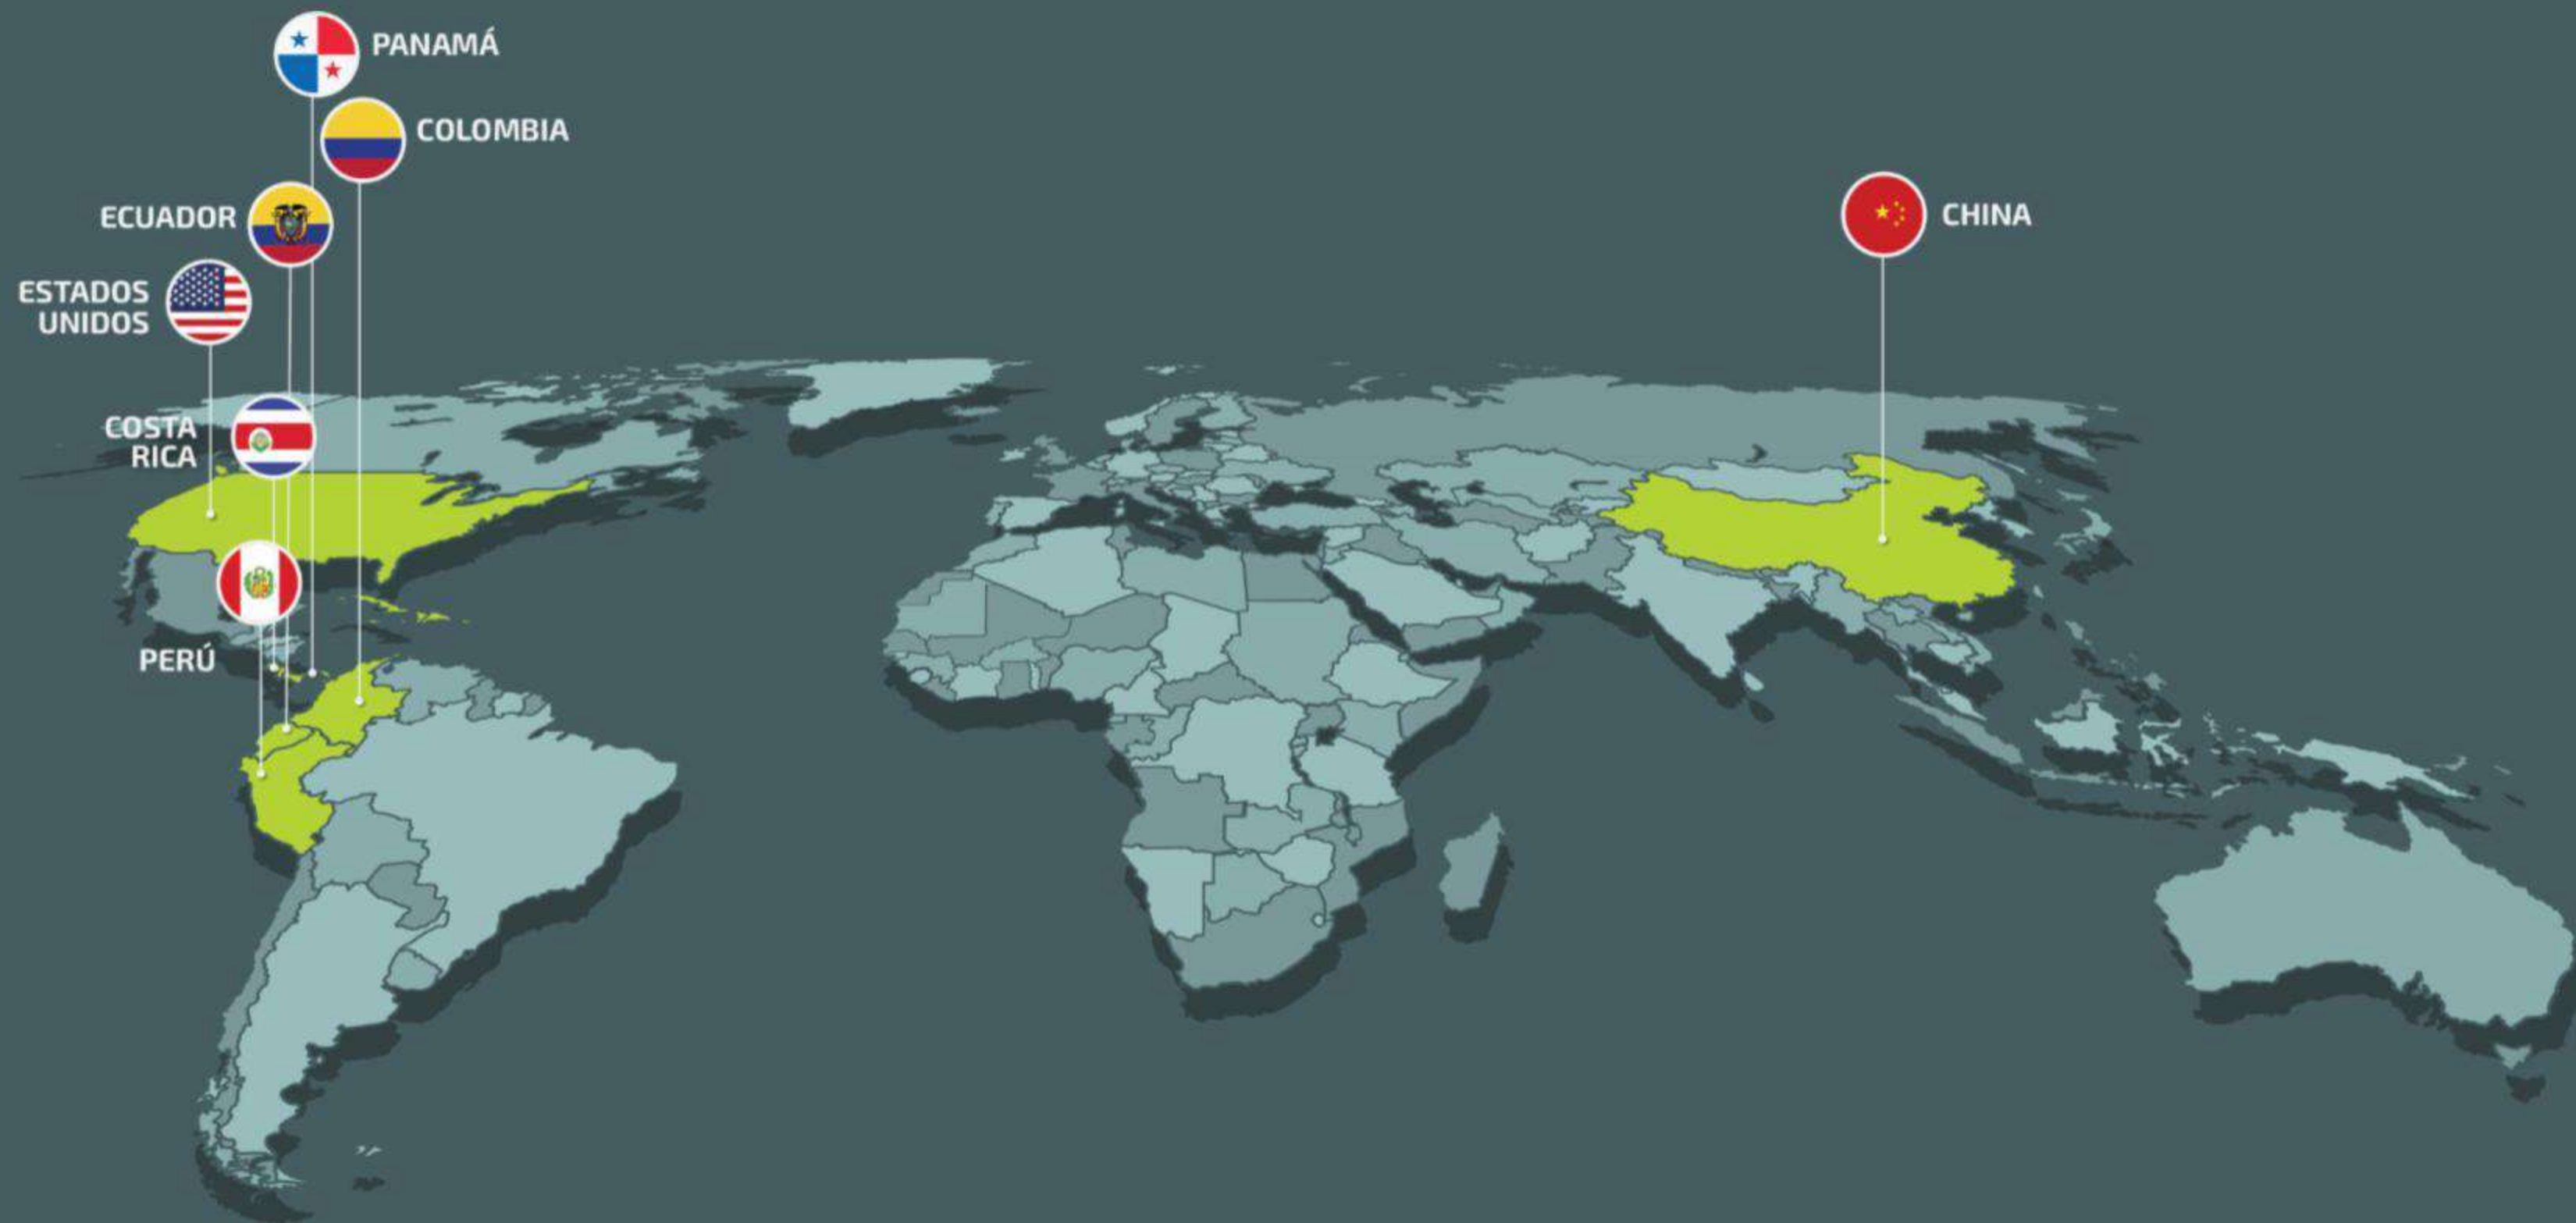 PANAMÁ
COLOMBIA
ECUADOR
CHINA
ESTADOS
UNIDOS
COSTA
RICA
PERÚ